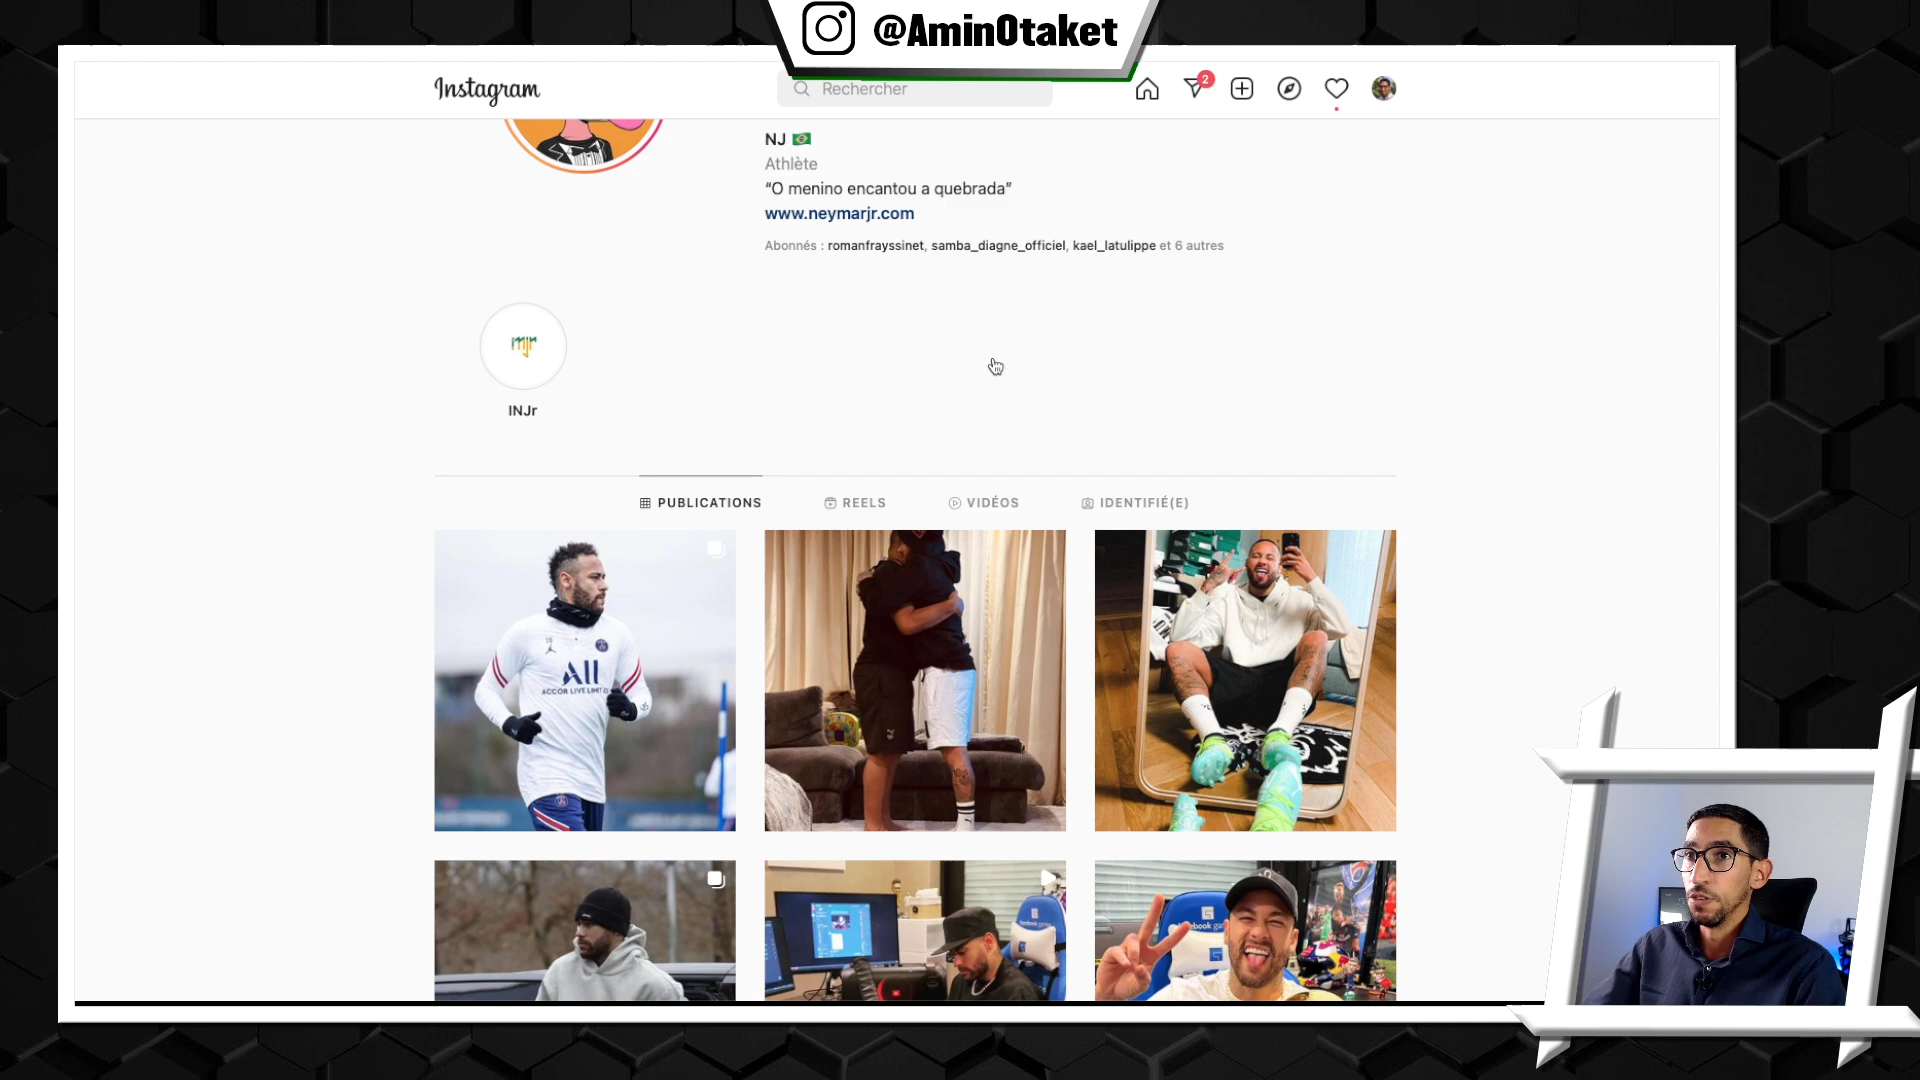 @AminOtaket
Instagram
Rechercher
2
NJ
Athlète
“O menino encantou a quebrada”
www.neymarjr.com
Abonnés : romanfrayssinet, samba_diagne_officiel, kael_latulippe et 6 autres
INJr
PUBLICATIONS
REELS
VIDÉOS
IDENTIFIÉ(E)
All